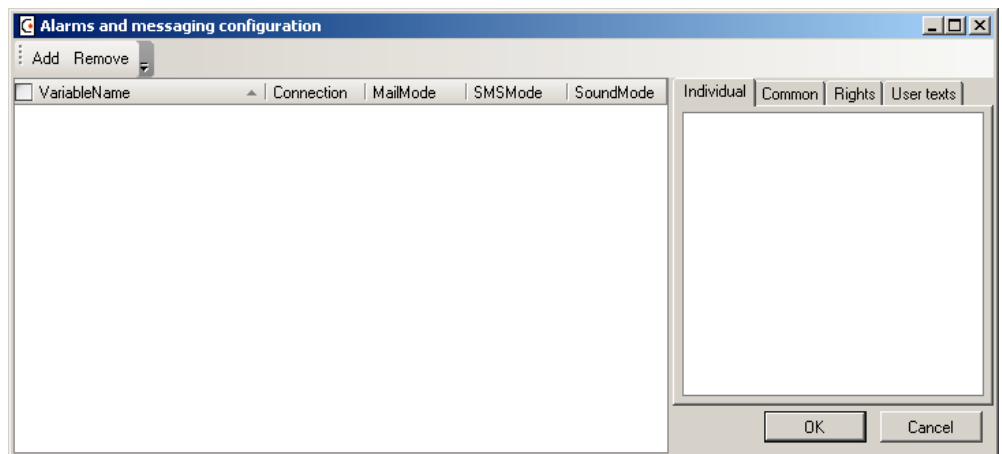 Alarms and messaging configuration
Add Remove
VariableName Connection MailMode SMSMode SoundMode
Individual Common Rights User texts
OK Cancel